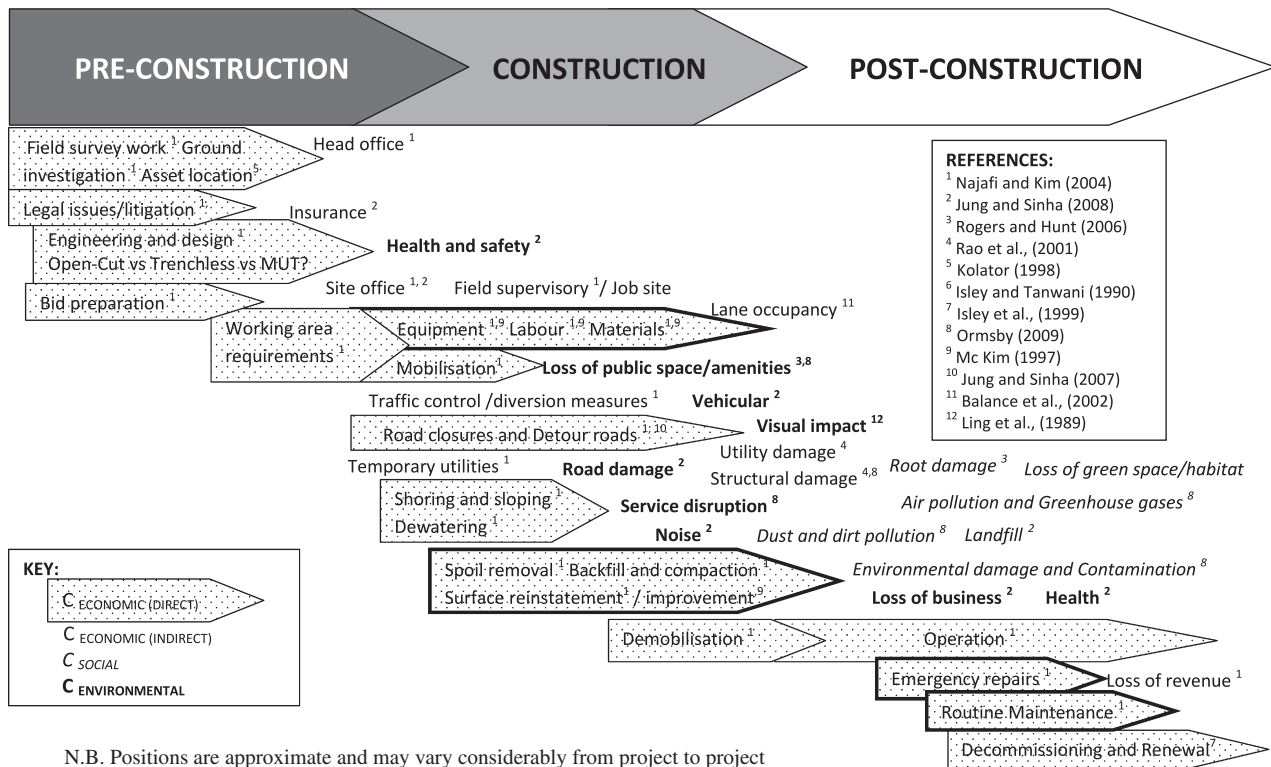 PRE-CONSTRUCTION
CONSTRUCTION
POST-CONSTRUCTION
Field survey work 1 Ground
investigation 1 Asset location5
Head office 1
Legal issues/litigation 1
Insurance 2
Engineering and design 1
Open-Cut vs Trenchless vs MUT?
Health and safety 2
Bid preparation 1
Site office 1, 2
Field supervisory 1/ Job site
Lane occupancy 11
Working area
requirements 1
Equipment 1,9 Labour 1,9 Materials1,9
Mobilisation1
Loss of public space/amenities 3,8
Traffic control /diversion measures 1
Vehicular 2
Road closures and Detour roads 1, 10
Visual impact 12
Utility damage 4
Temporary utilities 1
Road damage 2
Structural damage 4,8
Root damage 3
Loss of green space/habitat
Shoring and sloping 1
Dewatering 1
Service disruption 8
Air pollution and Greenhouse gases 8
Noise 2
Dust and dirt pollution 8
Landfill 2
Spoil removal 1 Backfill and compaction 1
Surface reinstatement1 / improvement9
Environmental damage and Contamination 8
Loss of business 2
Health 2
Demobilisation 1
Operation 1
Emergency repairs 1
Loss of revenue 1
Routine Maintenance 1
Decommissioning and Renewal7
REFERENCES:
1 Najafi and Kim (2004)
2 Jung and Sinha (2008)
3 Rogers and Hunt (2006)
4 Rao et al., (2001)
5 Kolator (1998)
6 Isley and Tanwani (1990)
7 Isley et al., (1999)
8 Ormsby (2009)
9 Mc Kim (1997)
10 Jung and Sinha (2007)
11 Balance et al., (2002)
12 Ling et al., (1989)
KEY:
C ECONOMIC (DIRECT)
C ECONOMIC (INDIRECT)
C SOCIAL
C ENVIRONMENTAL
N.B. Positions are approximate and may vary considerably from project to project